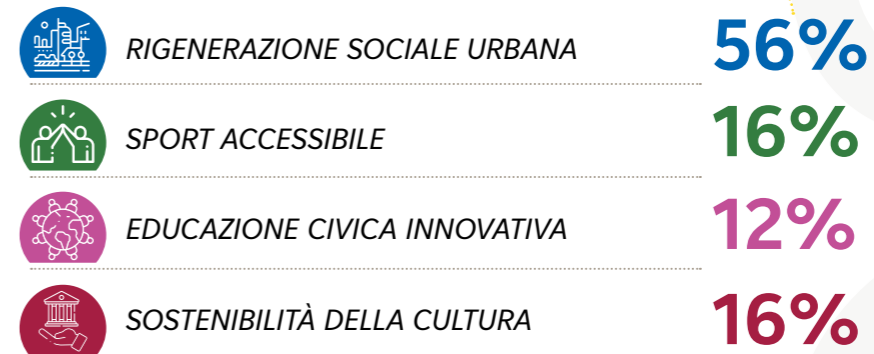 RIGENERAZIONE SOCIALE URBANA 56%
SPORT ACCESSIBILE 16%
EDUCAZIONE CIVICA INNOVATIVA 12%
SOSTENIBILITÀ DELLA CULTURA 16%